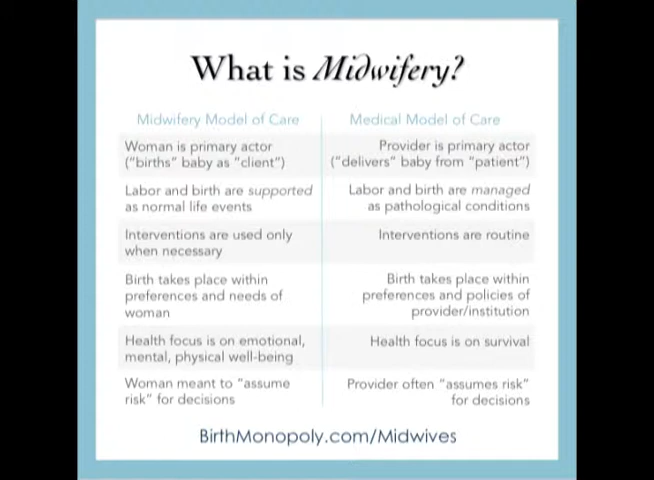 What is Midwifery?
Midwifery Model of Care
Medical Model of Care
Woman is primary actor
("births" baby as "client")
Provider is primary actor
("delivers" baby from "patient")
Labor and birth are supported
as normal life events
Labor and birth are managed
as pathological conditions
Interventions are used only
when necessary
Interventions are routine
Birth takes place within
preferences and needs of
woman
Birth takes place within
preferences and policies of
provider/institution
Health focus is on emotional,
mental, physical well-being
Health focus is on survival
Woman meant to "assume
risk" for decisions
Provider often "assumes risk"
for decisions
BirthMonopoly.com/Midwives